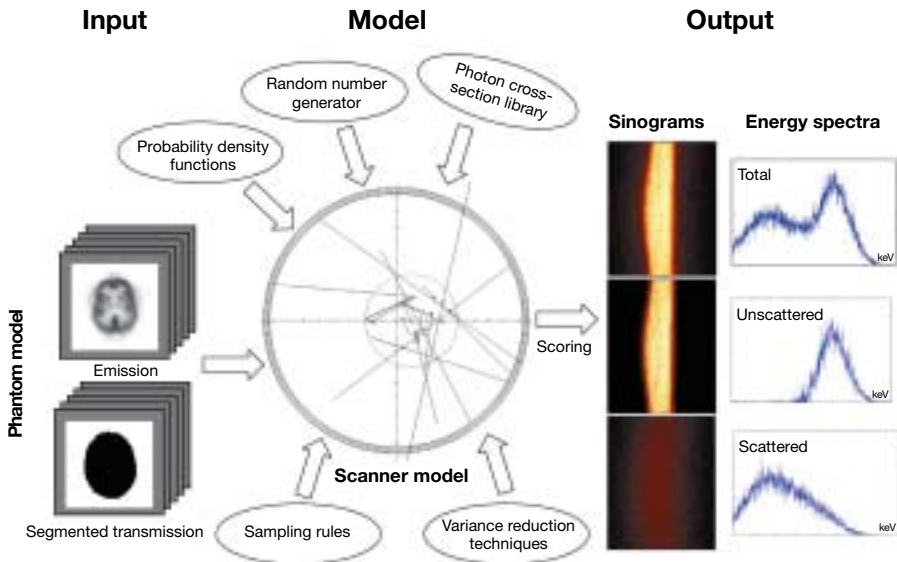 Input
Model
Output
Random number
generator
Photon cross-
section library
Probability density
functions
Sinograms
Energy spectra
Total
keV
Phantom model
Emission
Scoring
Unscattered
keV
Scanner model
Scattered
keV
Segmented transmission
Sampling rules
Variance reduction
techniques